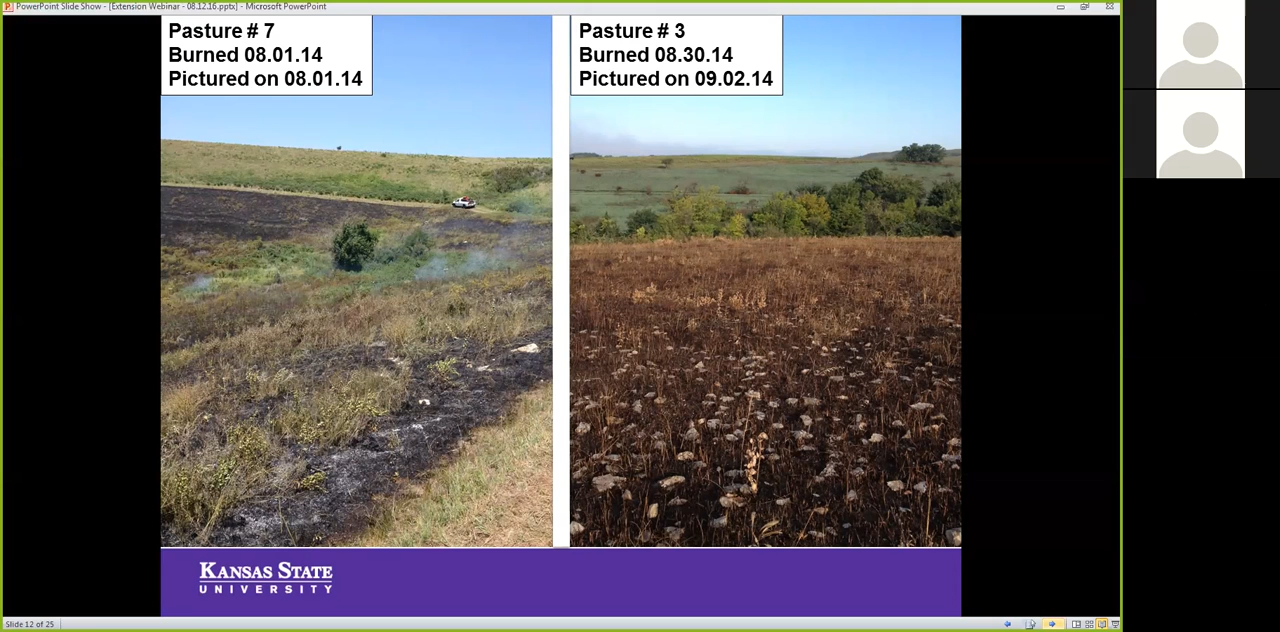 PowerPoint Slide Show - [Extension Webinar - 08.12.16.pptx] - Microsoft PowerPoint
Pasture # 7
Burned 08.01.14
Pictured on 08.01.14
Pasture # 3
Burned 08.30.14
Pictured on 09.02.14
KANSAS STATE
UNIVERSITY
Slide 12 of 25